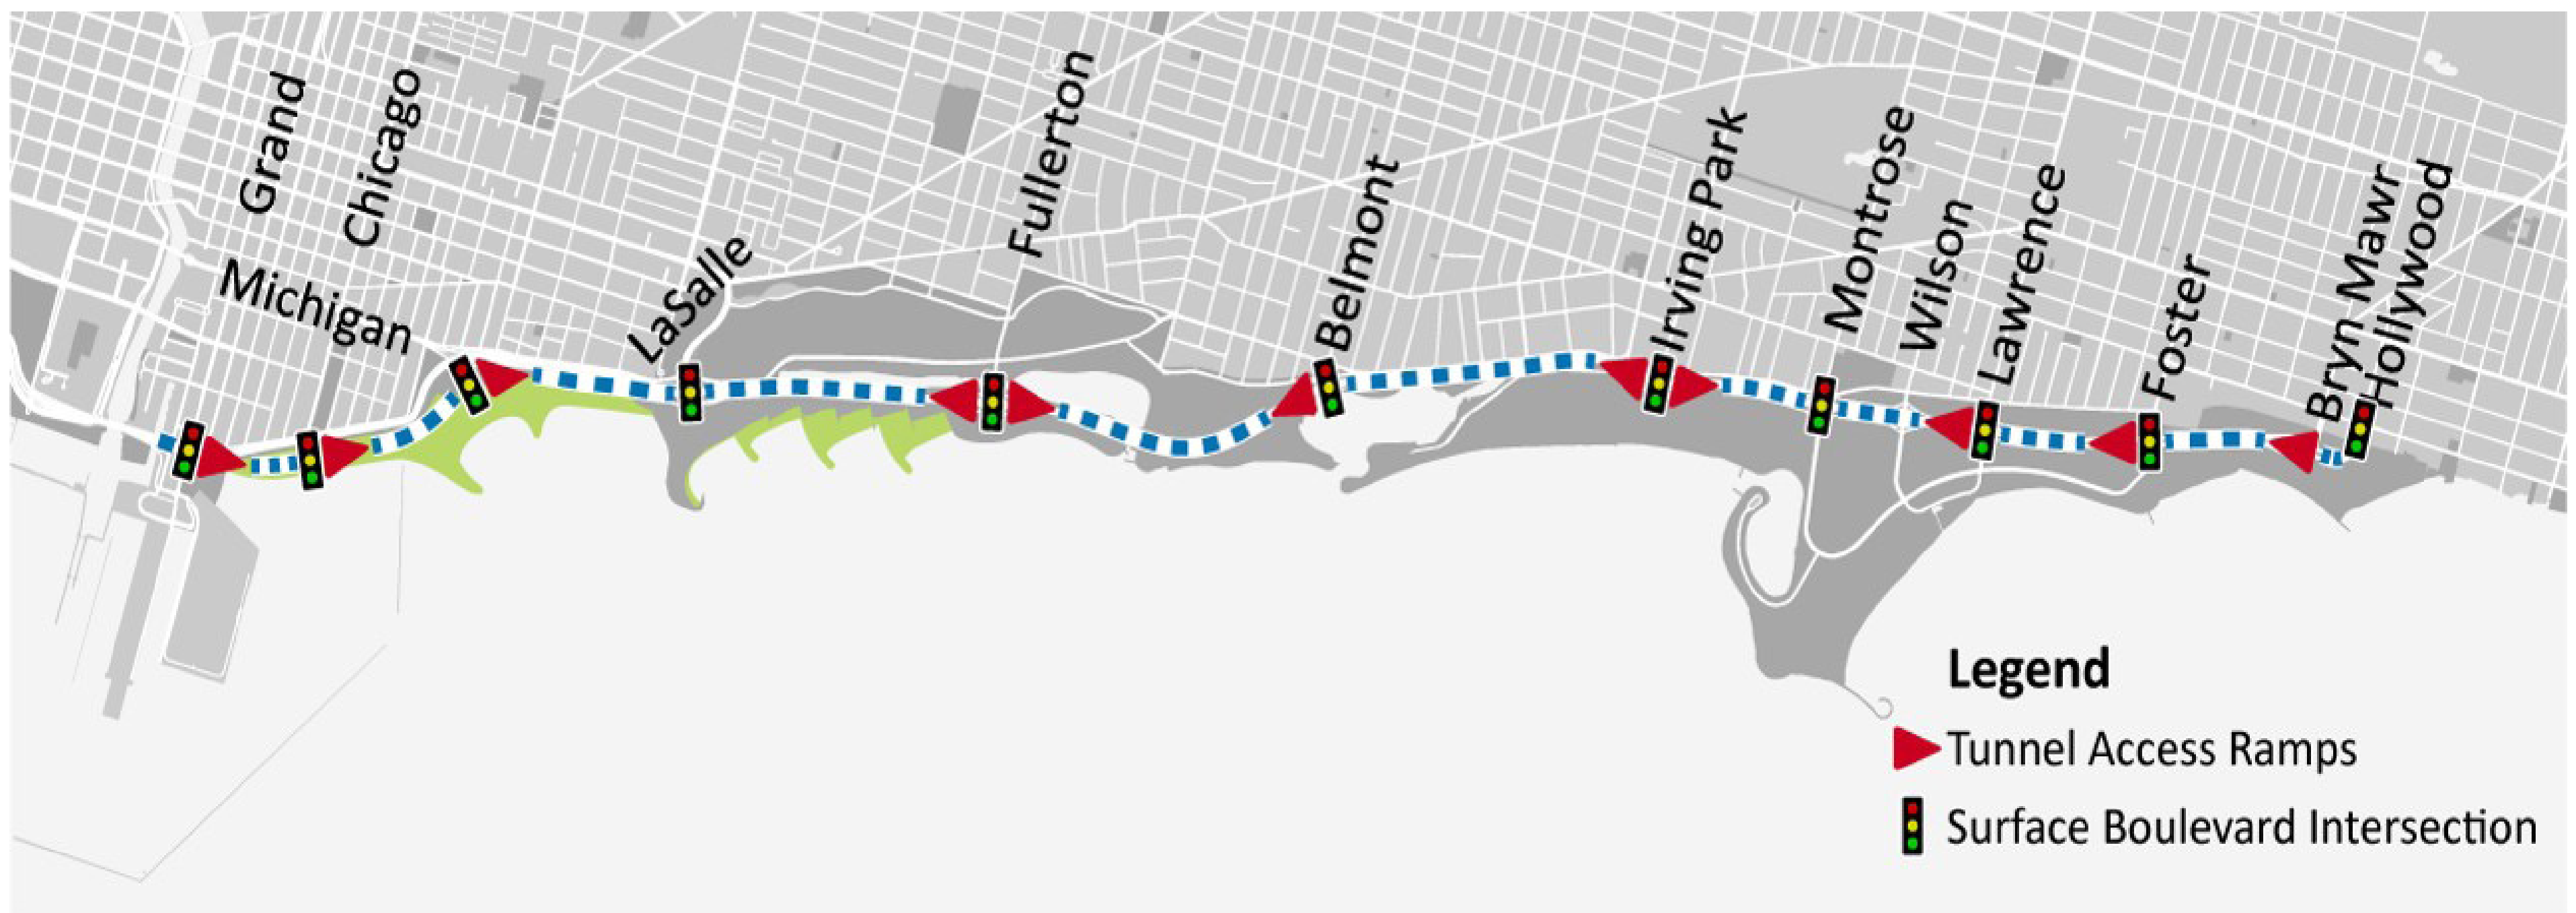 Grand
Chicago
Michigan
LaSalle
Fullerton
Belmont
Irving Park
Montrose
Wilson
Lawrence
Foster
Bryn Mawr
Hollywood
Legend
Tunnel Access Ramps
Surface Boulevard Intersection